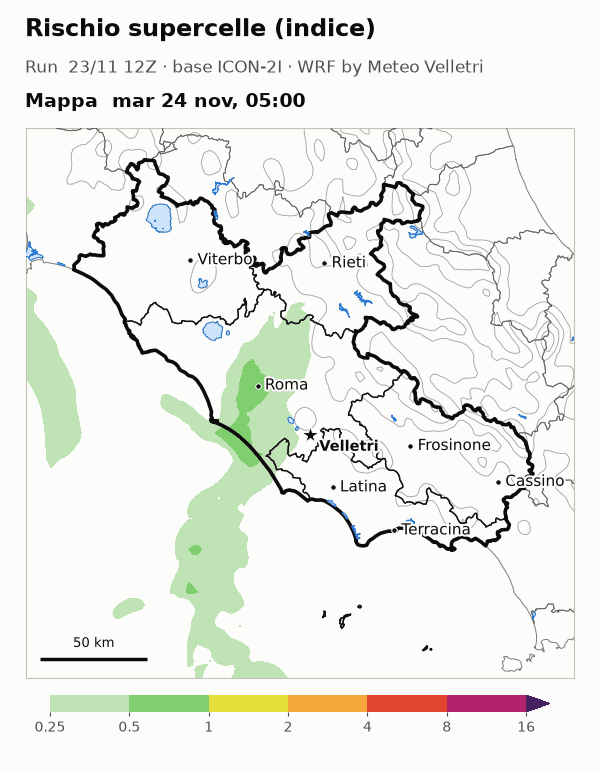 Rischio supercelle (indice)
Run  23/11 12Z · base ICON-2I · WRF by Meteo Velletri
Mappa  mar 24 nov, 05:00
Viterbo
Rieti
Roma
Velletri
Frosinone
Cassino
Latina
Terracina
50 km
0.25 0.5 1 2 4 8 16